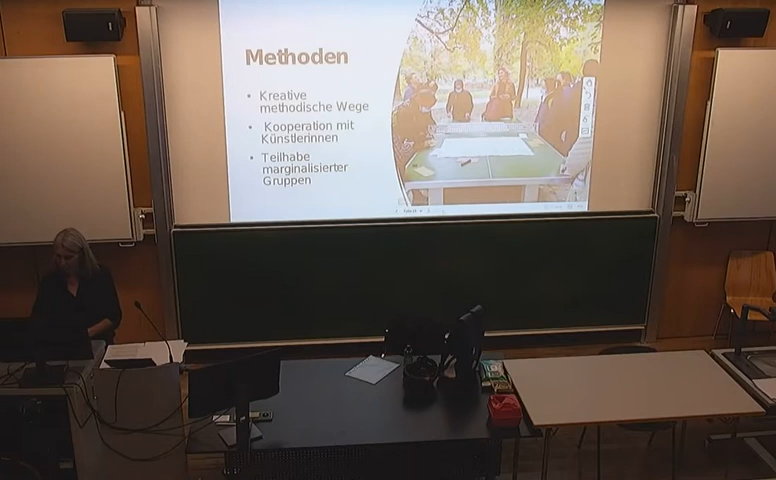 Methoden
• Kreative
methodische Wege
• Kooperation mit
Künstlerinnen
• Teilhabe
marginalisierter
Gruppen